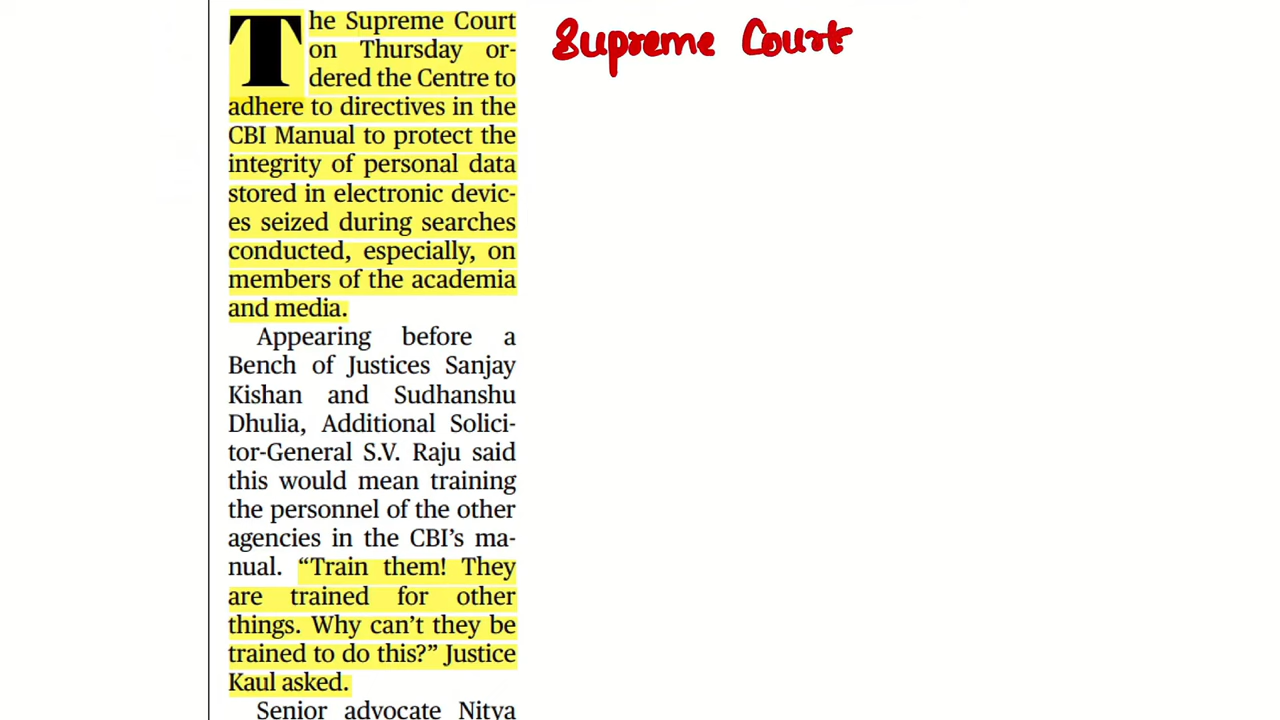 The Supreme Court
on Thursday or-
dered the Centre to
adhere to directives in the
CBI Manual to protect the
integrity of personal data
stored in electronic devic-
es seized during searches
conducted, especially, on
members of the academia
and media.
Appearing before a
Bench of Justices Sanjay
Kishan and Sudhanshu
Dhulia, Additional Solici-
tor-General S.V. Raju said
this would mean training
the personnel of the other
agencies in the CBI’s ma-
nual. “Train them! They
are trained for other
things. Why can’t they be
trained to do this?” Justice
Kaul asked.
Senior advocate Nitya
Supreme Court